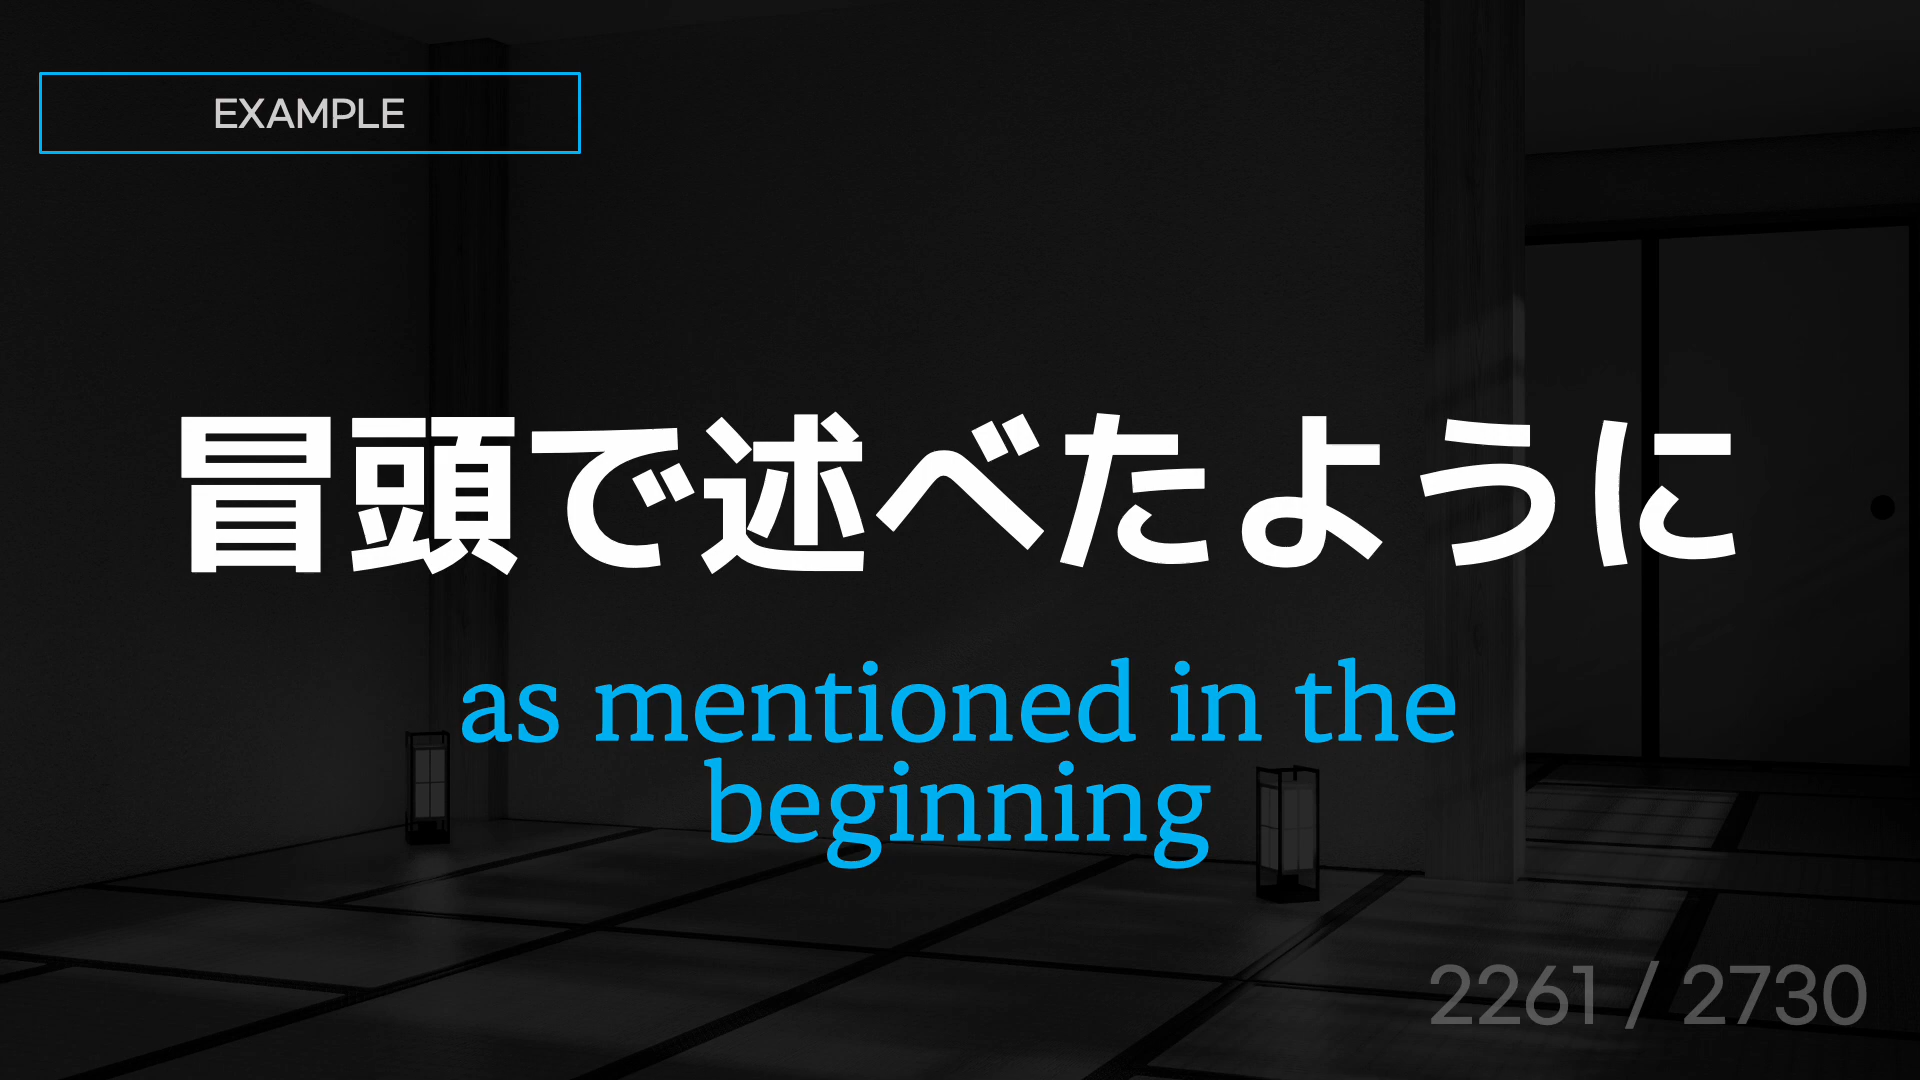 EXAMPLE
冒頭で述べたように
as mentioned in the
beginning
2261 / 2730